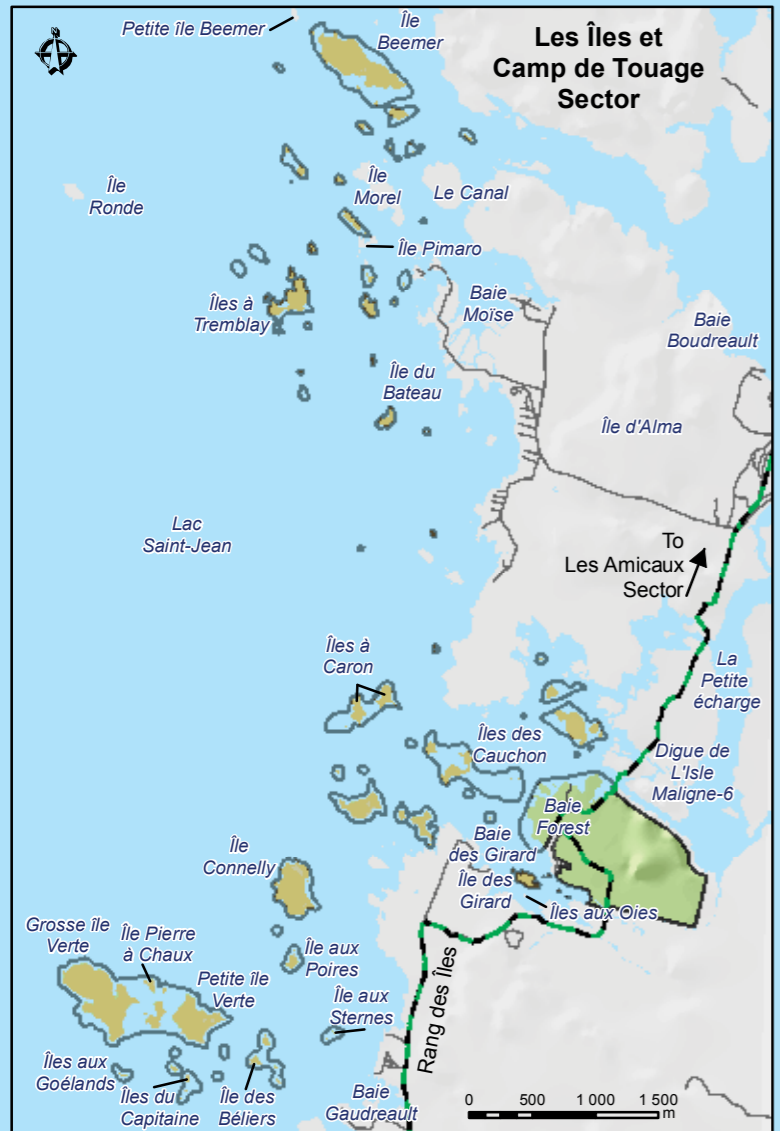 Petite île Beemer
Île
Beemer
Les Îles et
Camp de Touage
Sector
Île
Ronde
Île
Morel
Le Canal
Île Pimaro
Îles à
Tremblay
Baie
Moïse
Baie
Boudreault
Île du
Bateau
Île d'Alma
Lac
Saint-Jean
To
Les Amicaux
Sector
Îles à
Caron
La
Petite
écharge
Îles des
Cauchon
Digue de
L'Isle
Maligne-6
Baie
Forest
Baie
des Girard
Île des
Girard
Îles aux Oies
Île
Connelly
Grosse île
Verte
Île Pierre
à Chaux
Petite île
Verte
Île aux
Poires
Île aux
Sternes
Rang des Îles
Îles aux
Goélands
Îles du
Capitaine
Île des
Béliers
Baie
Gaudreault
0 500 1 000 1 500
m